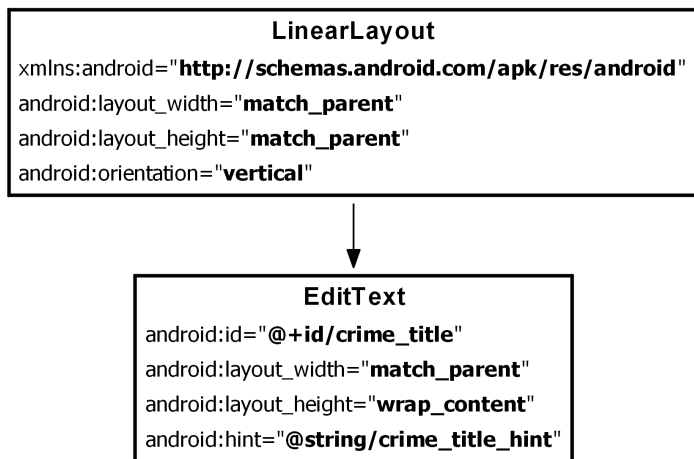 LinearLayout
xmlns:android="http://schemas.android.com/apk/res/android"
android:layout_width="match_parent"
android:layout_height="match_parent"
android:orientation="vertical"
EditText
android:id="@+id/crime_title"
android:layout_width="match_parent"
android:layout_height="wrap_content"
android:hint="@string/crime_title_hint"